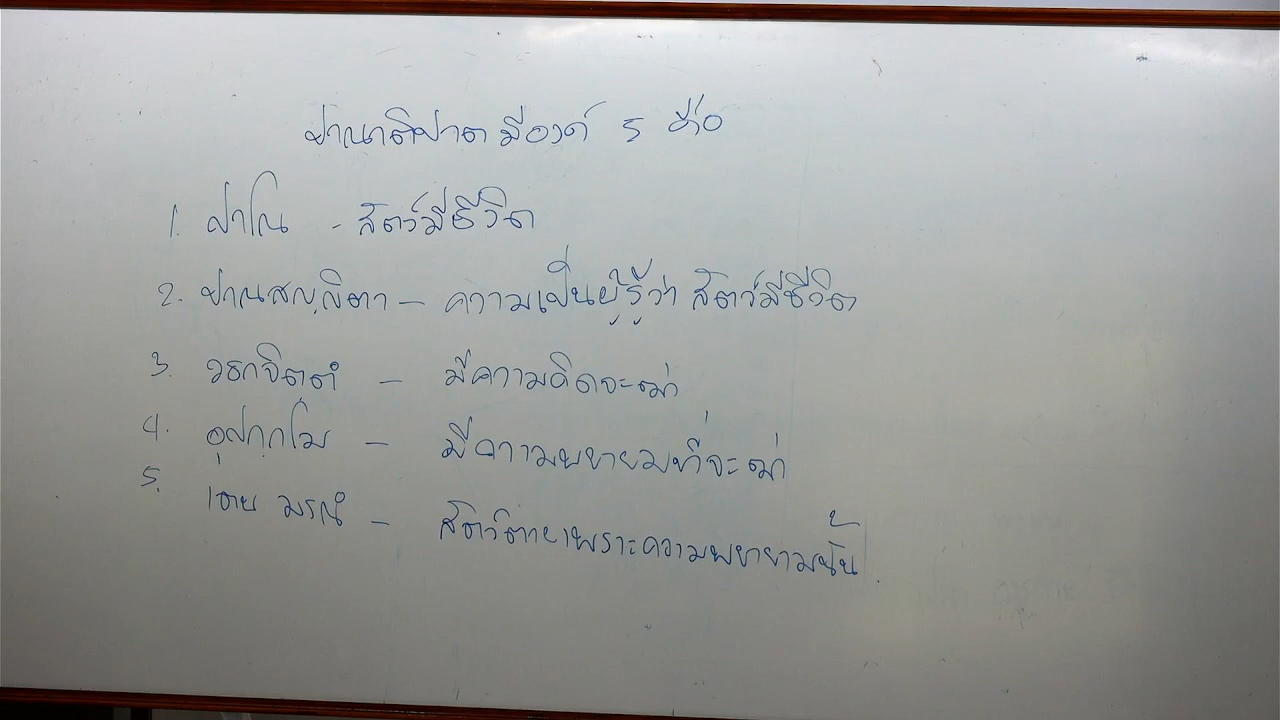 ปาณาติปาต มีองค์ 5 คือ
1. ปาโณ - สัตว์มีชีวิต
2. ปาณสญฺญิตา - ความเป็นผู้รู้ว่า สัตว์มีชีวิต
3. วธกจิตฺตํ - มีความคิดจะฆ่า
4. อุปกฺกโม - มีความพยายามที่จะฆ่า
5. เตน มรณํ - สัตว์ตายเพราะความพยายามนั้น